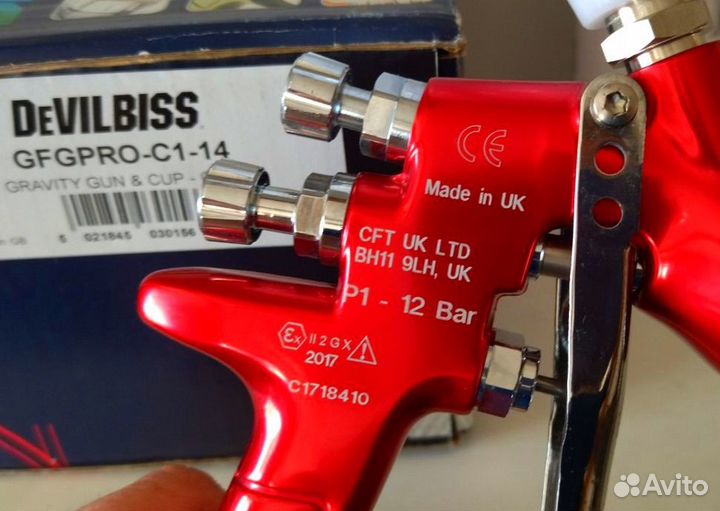 DEVILBISS
GFGPRO-C1-14
GRAVITY GUN & CUP -
GB
5 021845 030156
CE
Made in UK
CFT UK LTD
BH11 9LH, UK
P1 - 12 Bar
Ex II 2 G X
2017
C1718410
Avito